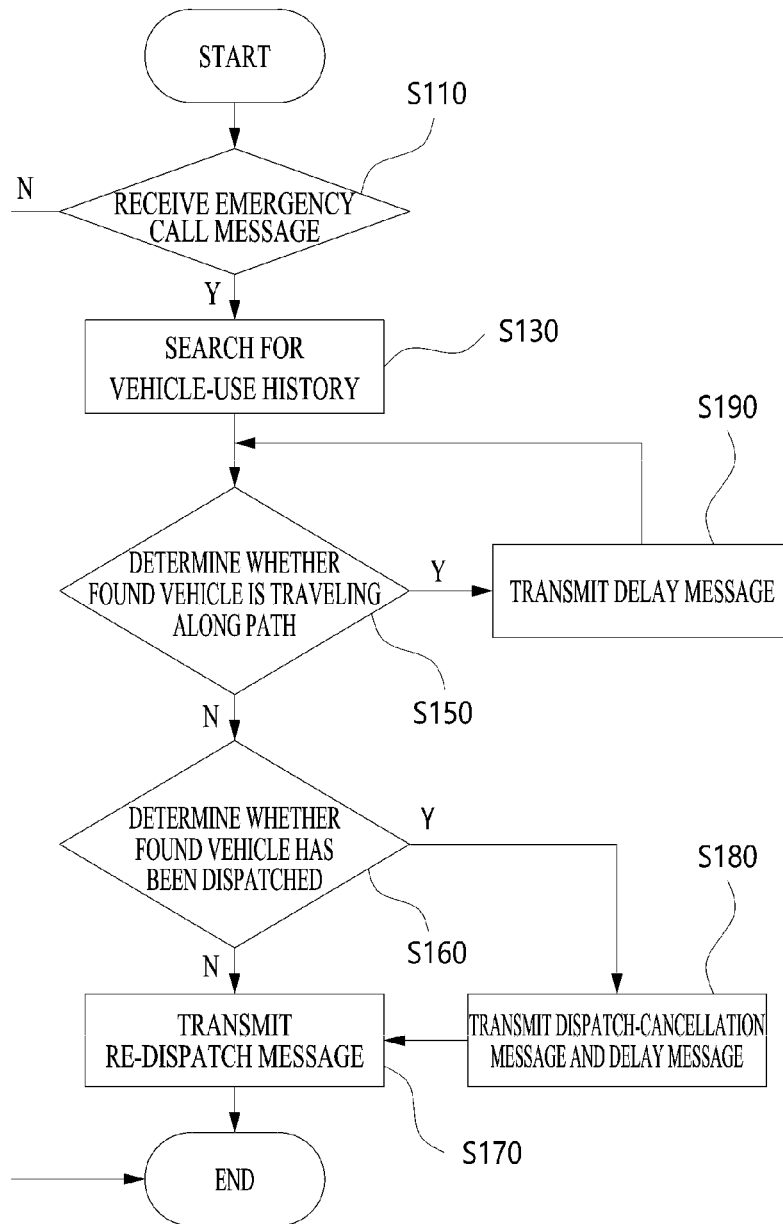 START
S110
N
RECEIVE EMERGENCY
CALL MESSAGE
Y
S130
SEARCH FOR
VEHICLE-USE HISTORY
S190
DETERMINE WHETHER
FOUND VEHICLE IS TRAVELING
ALONG PATH
Y
TRANSMIT DELAY MESSAGE
S150
N
DETERMINE WHETHER
FOUND VEHICLE HAS
BEEN DISPATCHED
Y
S180
S160
N
TRANSMIT
RE-DISPATCH MESSAGE
TRANSMIT DISPATCH-CANCELLATION
MESSAGE AND DELAY MESSAGE
S170
END